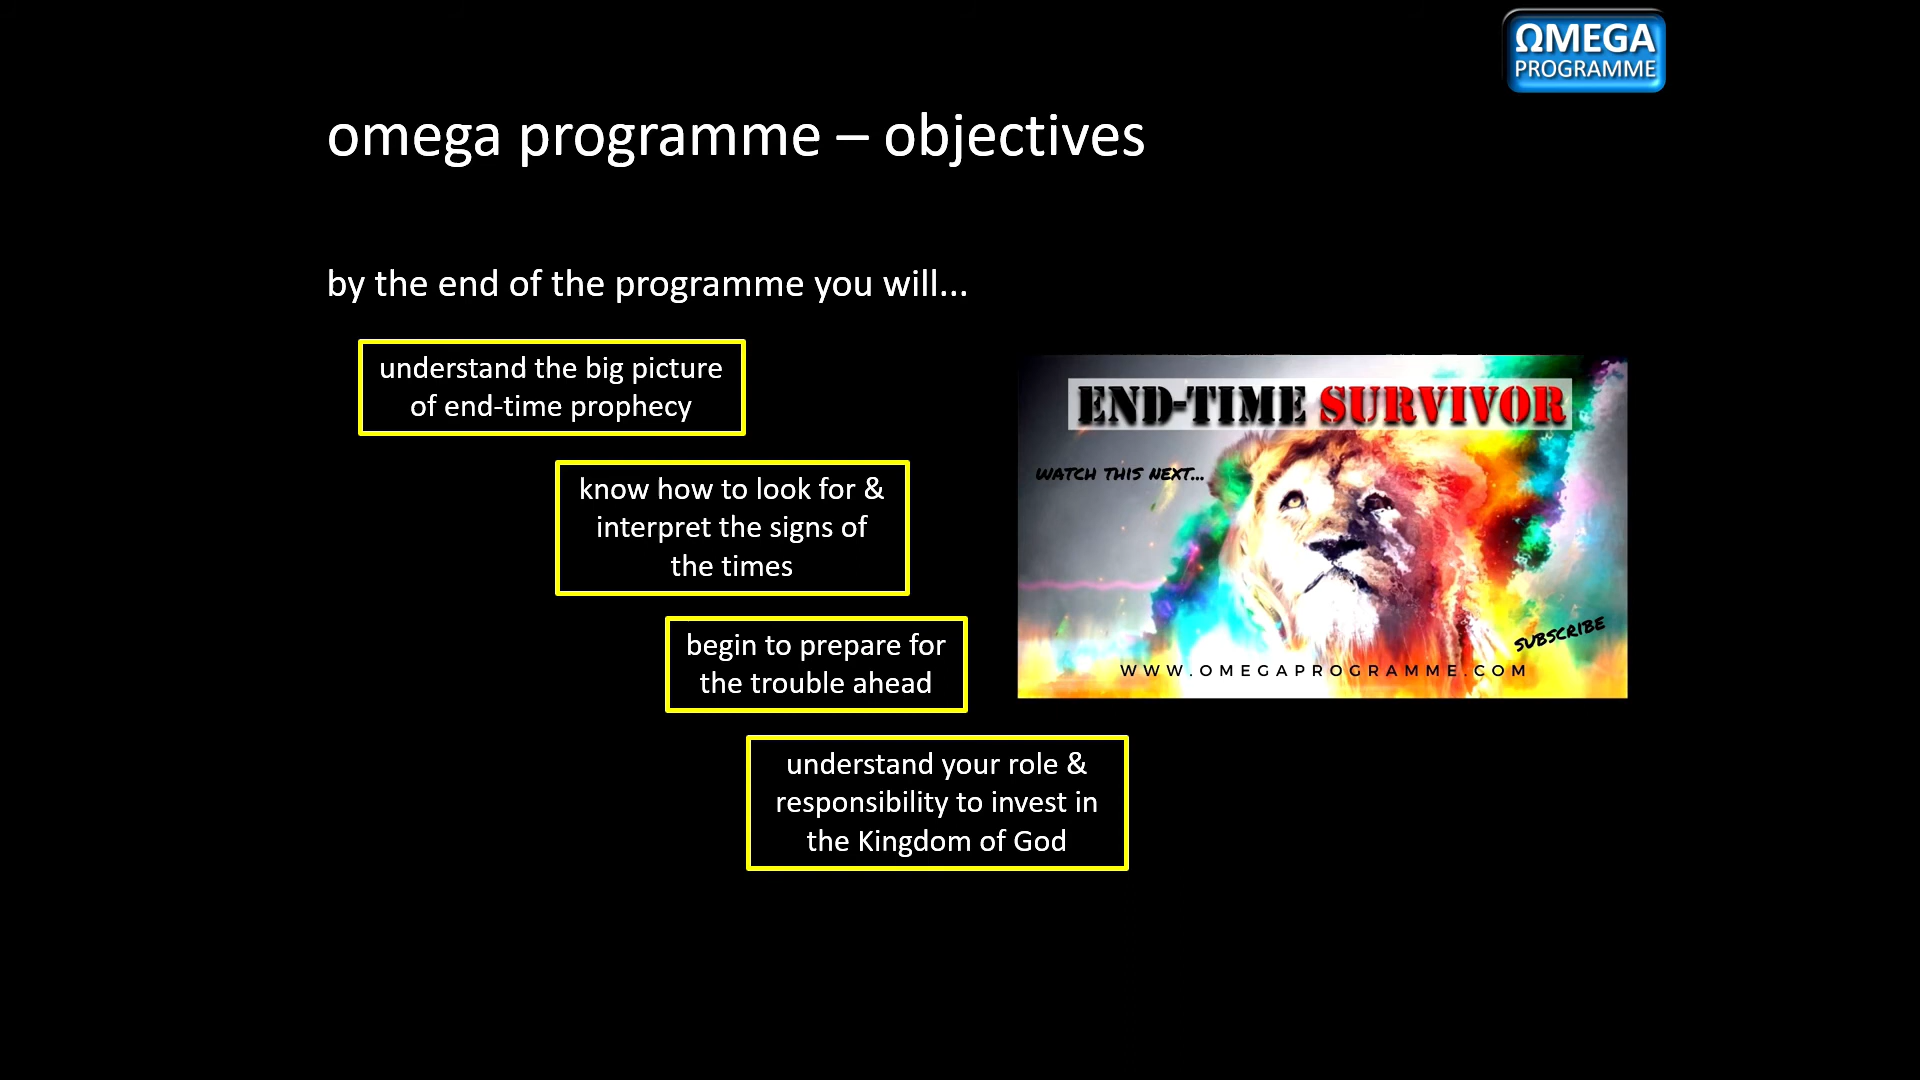 ΩMEGA
PROGRAMME
omega programme – objectives
by the end of the programme you will...
understand the big picture
of end-time prophecy
know how to look for &
interpret the signs of
the times
begin to prepare for
the trouble ahead
understand your role &
responsibility to invest in
the Kingdom of God
END-TIME SURVIVOR
WATCH THIS NEXT...
SUBSCRIBE
WWW.OMEGAPROGRAMME.COM